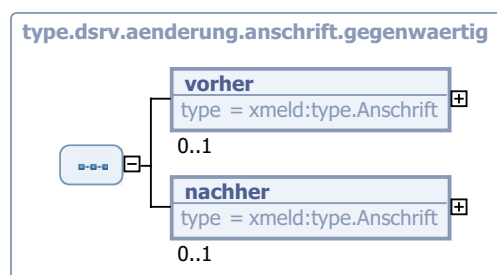 type.dsrv.aenderung.anschrift.gegenwaertig
vorher
type = xmeld:type.Anschrift
0..1
nachher
type = xmeld:type.Anschrift
0..1